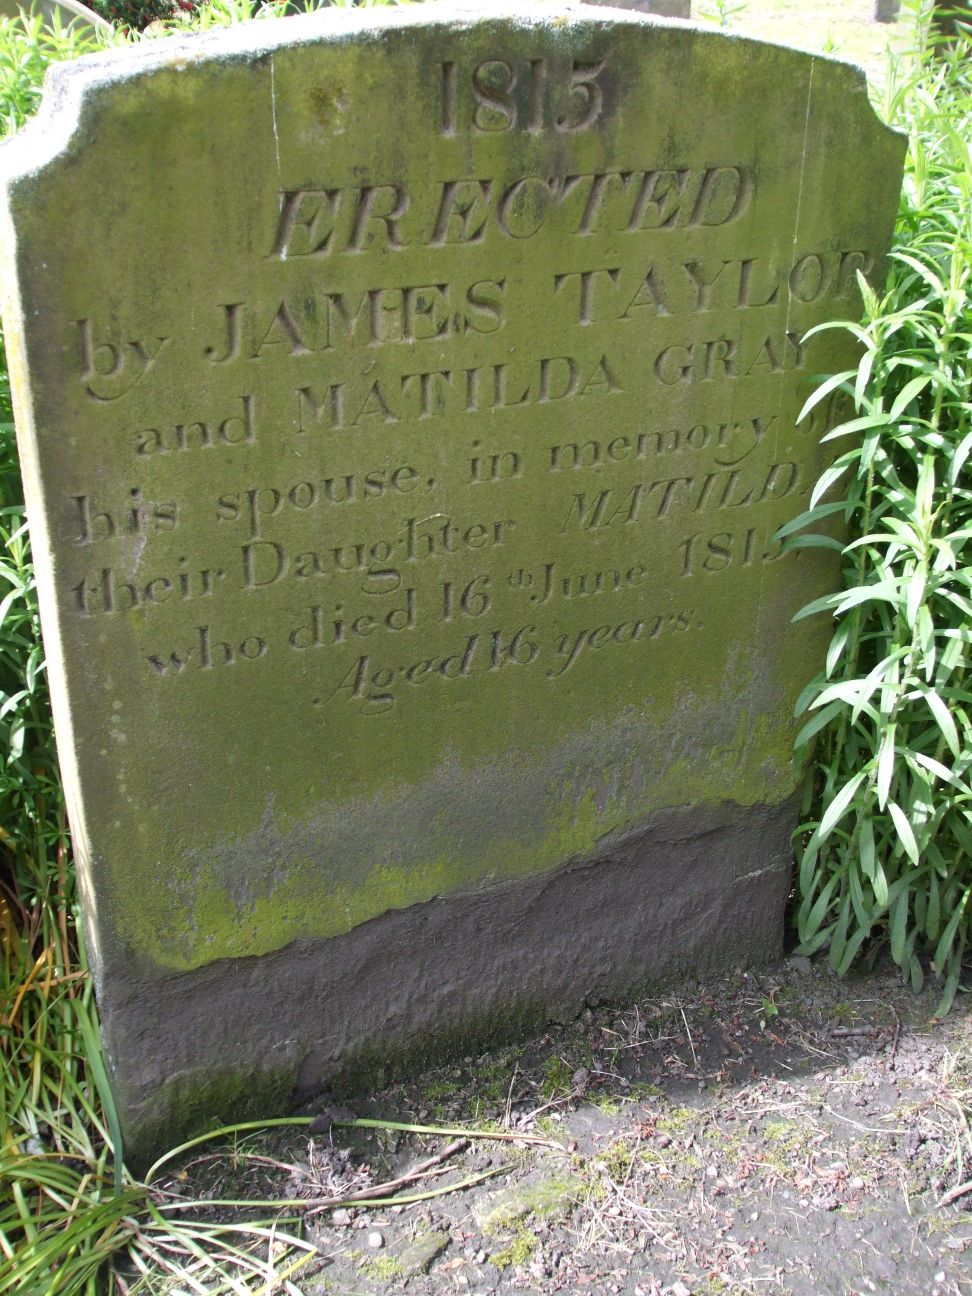 1815
ERECTED
by JAMES TAYLOR
and MATILDA GRAY
his spouse, in memory of
their Daughter MATILDA
who died 16th June 1815,
Aged 16 years.